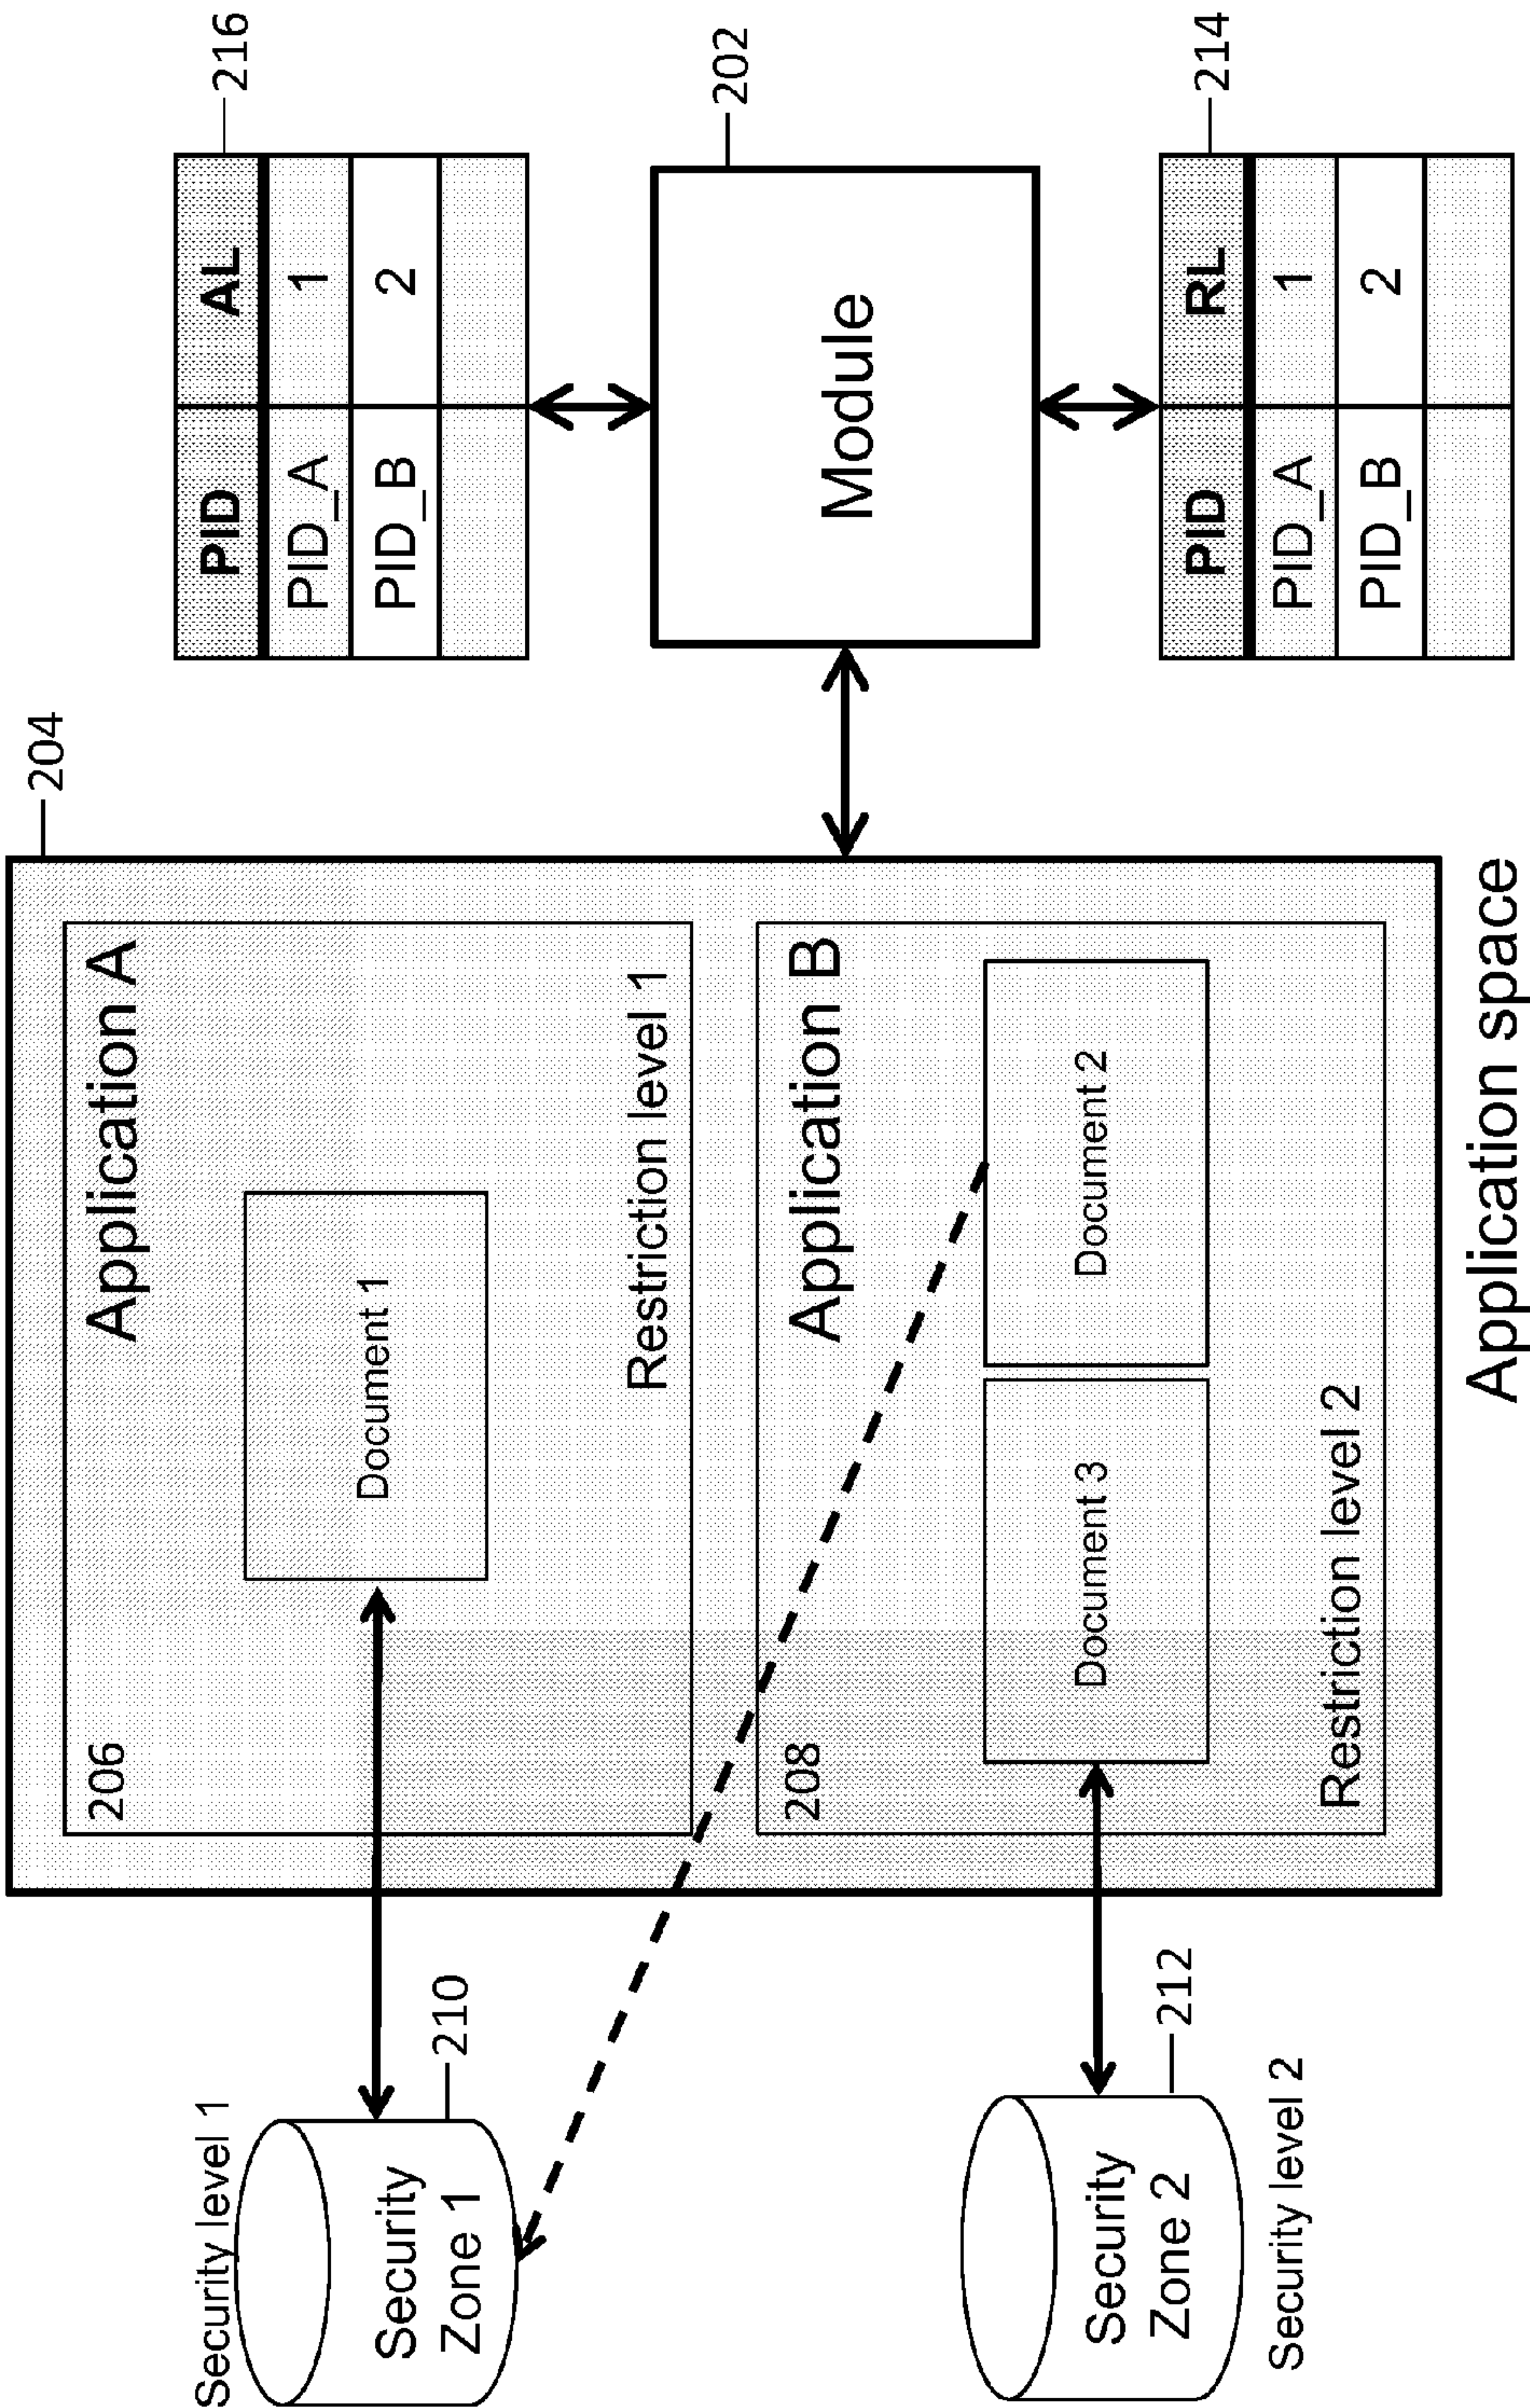 Security level 1
Security
Zone 1
210
Security
Zone 2
212
Security level 2
204
206
Application A
Document 1
Restriction level 1
208
Application B
Document 3
Document 2
Restriction level 2
Application space
216
PID AL
PID_A 1
PID_B 2
202
Module
214
PID RL
PID_A 1
PID_B 2